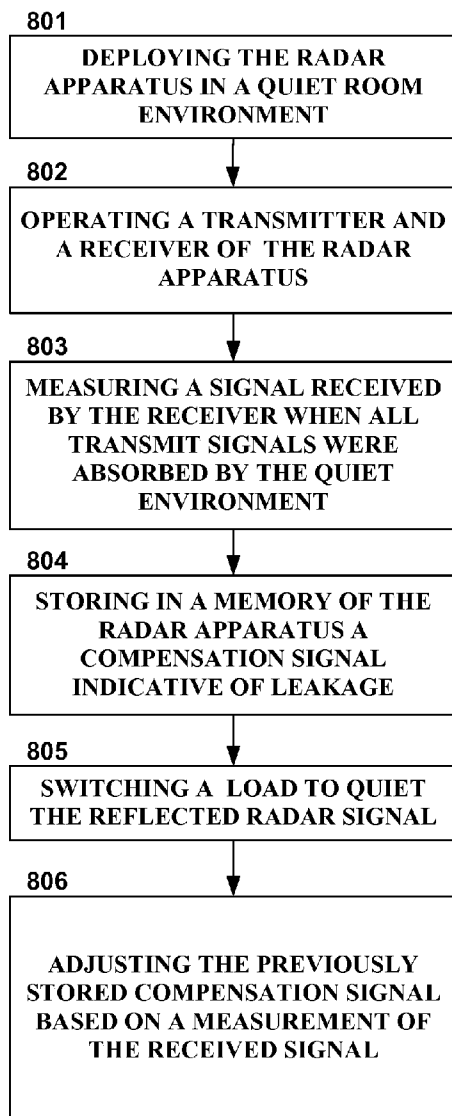 801
DEPLOYING THE RADAR
APPARATUS IN A QUIET ROOM
ENVIRONMENT
802
OPERATING A TRANSMITTER AND
A RECEIVER OF THE RADAR
APPARATUS
803
MEASURING A SIGNAL RECEIVED
BY THE RECEIVER WHEN ALL
TRANSMIT SIGNALS WERE
ABSORBED BY THE QUIET
ENVIRONMENT
804
STORING IN A MEMORY OF THE
RADAR APPARATUS A
COMPENSATION SIGNAL
INDICATIVE OF LEAKAGE
805
SWITCHING A LOAD TO QUIET
THE REFLECTED RADAR SIGNAL
806
ADJUSTING THE PREVIOUSLY
STORED COMPENSATION SIGNAL
BASED ON A MEASUREMENT OF
THE RECEIVED SIGNAL